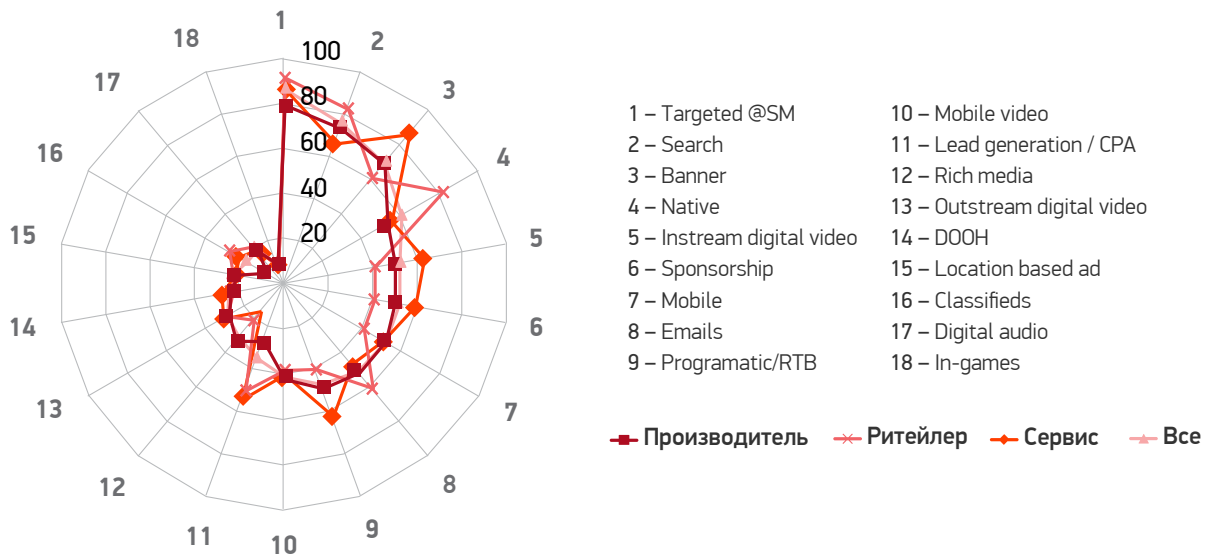 1
2
3
4
5
6
7
8
9
10
11
12
13
14
15
16
17
18
100
80
60
40
20
1 – Targeted @SM
2 – Search
3 – Banner
4 – Native
5 – Instream digital video
6 – Sponsorship
7 – Mobile
8 – Emails
9 – Programatic/RTB
10 – Mobile video
11 – Lead generation / CPA
12 – Rich media
13 – Outstream digital video
14 – DOOH
15 – Location based ad
16 – Classifieds
17 – Digital audio
18 – In-games
Производитель
Ритейлер
Сервис
Все